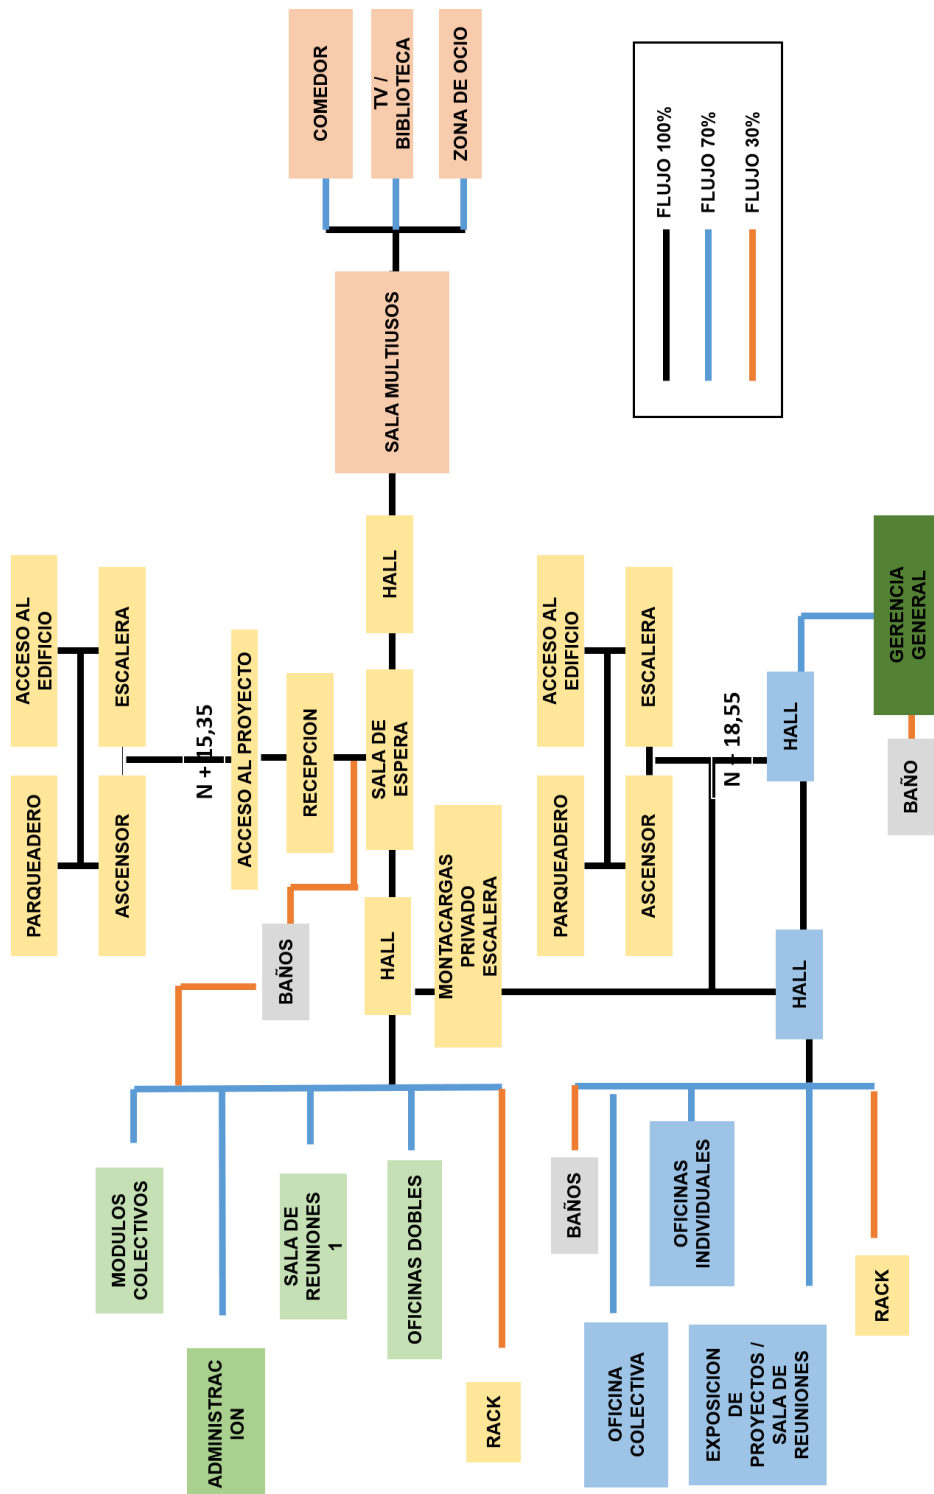 PARQUEADERO
ACCESO AL
EDIFICIO
MODULOS
COLECTIVOS
ASCENSOR
ESCALERA
N + 15,35
ADMINISTRAC
ION
ACCESO AL PROYECTO
BAÑOS
SALA DE
REUNIONES
1
RECEPCION
COMEDOR
OFICINAS DOBLES
HALL
SALA DE
ESPERA
HALL
SALA MULTIUSOS
TV /
BIBLIOTECA
MONTACARGAS
PRIVADO
ESCALERA
ZONA DE OCIO
RACK
PARQUEADERO
ACCESO AL
EDIFICIO
BAÑOS
ASCENSOR
ESCALERA
OFICINA
COLECTIVA
OFICINAS
INDIVIDUALES
FLUJO 100%
FLUJO 70%
FLUJO 30%
N + 18,55
EXPOSICION
DE
PROYECTOS /
SALA DE
REUNIONES
HALL
HALL
RACK
BAÑO
GERENCIA
GENERAL